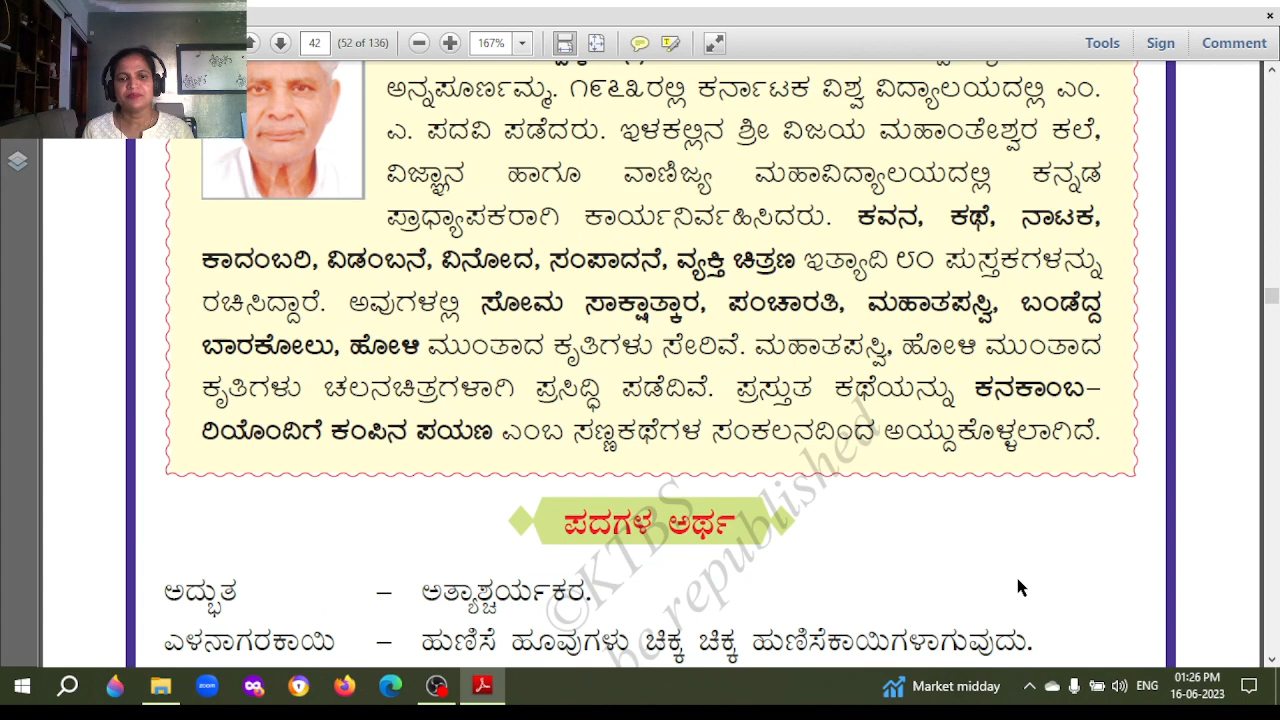 42 (52 of 136) 167% Tools Sign Comment
ಅನ್ನಪೂರ್ಣಮ್ಮ. ೧೯೬೩ರಲ್ಲಿ ಕರ್ನಾಟಕ ವಿಶ್ವ ವಿದ್ಯಾಲಯದಲ್ಲಿ ಎಂ.
ಎ. ಪದವಿ ಪಡೆದರು. ಇಳಕಲ್ಲಿನ ಶ್ರೀ ವಿಜಯ ಮಹಾಂತೇಶ್ವರ ಕಲೆ,
ವಿಜ್ಞಾನ ಹಾಗೂ ವಾಣಿಜ್ಯ ಮಹಾವಿದ್ಯಾಲಯದಲ್ಲಿ ಕನ್ನಡ
ಪ್ರಾಧ್ಯಾಪಕರಾಗಿ ಕಾರ್ಯನಿರ್ವಹಿಸಿದರು. ಕವನ, ಕಥೆ, ನಾಟಕ,
ಕಾದಂಬರಿ, ವಿಡಂಬನೆ, ವಿನೋದ, ಸಂಪಾದನೆ, ವ್ಯಕ್ತಿ ಚಿತ್ರಣ ಇತ್ಯಾದಿ ೮೦ ಪುಸ್ತಕಗಳನ್ನು
ರಚಿಸಿದ್ದಾರೆ. ಅವುಗಳಲ್ಲಿ ಸೋಮ ಸಾಕ್ಷಾತ್ಕಾರ, ಪಂಚಾರತಿ, ಮಹಾತಪಸ್ವಿ, ಬಂಡೆದ್ದ
ಬಾರಕೋಲು, ಹೋಳಿ ಮುಂತಾದ ಕೃತಿಗಳು ಸೇರಿವೆ. ಮಹಾತಪಸ್ವಿ, ಹೋಳಿ ಮುಂತಾದ
ಕೃತಿಗಳು ಚಲನಚಿತ್ರಗಳಾಗಿ ಪ್ರಸಿದ್ಧಿ ಪಡೆದಿವೆ. ಪ್ರಸ್ತುತ ಕಥೆಯನ್ನು ಕನಕಾಂಬ-
ರಿಯೊಂದಿಗೆ ಕಂಪಿನ ಪಯಣ ಎಂಬ ಸಣ್ಣಕಥೆಗಳ ಸಂಕಲನದಿಂದ ಆಯ್ದುಕೊಳ್ಳಲಾಗಿದೆ.
ಪದಗಳ ಅರ್ಥ
ಅದ್ಭುತ – ಅತ್ಯಾಶ್ಚರ್ಯಕರ.
ಎಳನಾಗರಕಾಯಿ – ಹುಣಿಸೆ ಹೂವುಗಳು ಚಿಕ್ಕ ಚಿಕ್ಕ ಹುಣಿಸೆಕಾಯಿಗಳಾಗುವುದು.
©KTBS
be republished
Market midday ENG 01:26 PM
16-06-2023